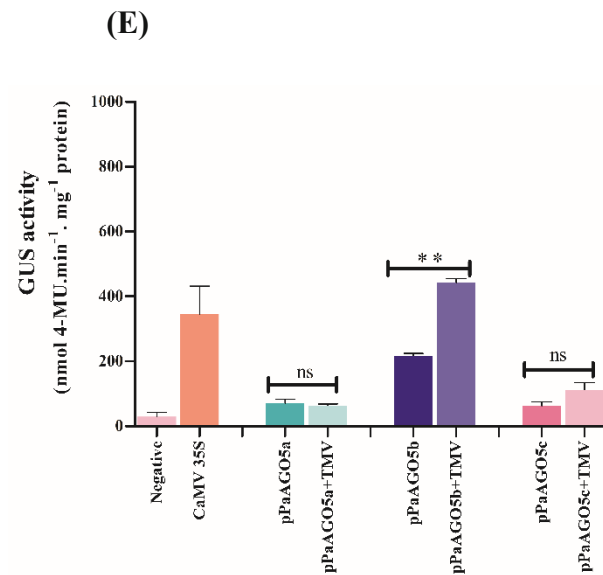 (E)
GUS activity
(nmol 4-MU.min⁻¹. mg⁻¹ protein)
1000
800
600
400
200
0
ns
**
ns
Negative
CaMV 35S
pPaAGO5a
pPaAGO5a+TMV
pPaAGO5b
pPaAGO5b+TMV
pPaAGO5c
pPaAGO5c+TMV